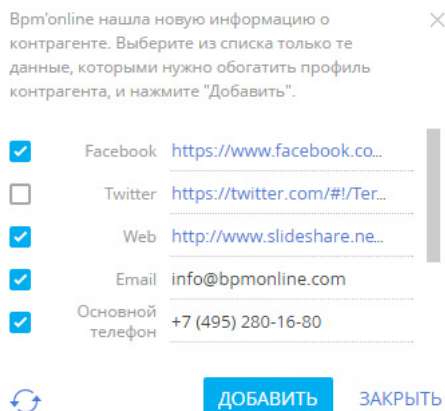 Bpm'online нашла новую информацию о
контрагенте. Выберите из списка только те
данные, которыми нужно обогатить профиль
контрагента, и нажмите "Добавить".
Facebook https://www.facebook.co...
Twitter https://twitter.com/#!/Ter...
Web http://www.slideshare.ne...
Email info@bpmonline.com
Основной
телефон +7 (495) 280-16-80
ДОБАВИТЬ ЗАКРЫТЬ